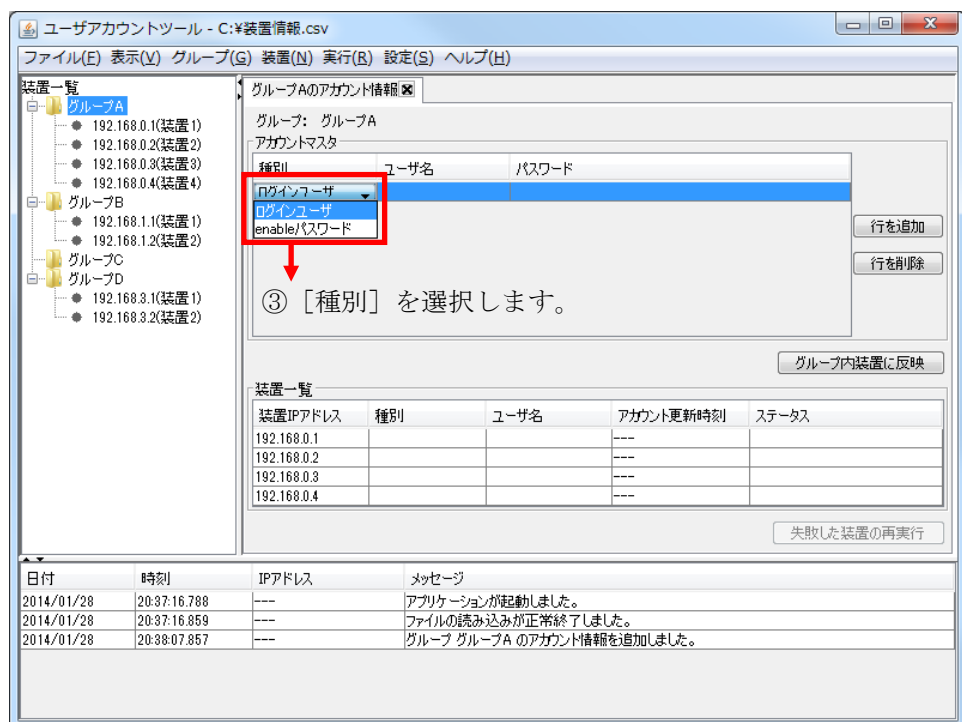 ユーザアカウントツール - C:¥装置情報.csv
ファイル(F) 表示(V) グループ(G) 装置(N) 実行(R) 設定(S) ヘルプ(H)
装置一覧
グループA
192.168.0.1(装置1)
192.168.0.2(装置2)
192.168.0.3(装置3)
192.168.0.4(装置4)
グループB
192.168.1.1(装置1)
192.168.1.2(装置2)
グループC
グループD
192.168.3.1(装置1)
192.168.3.2(装置2)
グループAのアカウント情報
グループ: グループA
アカウントマスタ
種別 ユーザ名 パスワード
ログインユーザ
ログインユーザ
enableパスワード
行を追加
行を削除
③［種別］を選択します。
グループ内装置に反映
装置一覧
装置IPアドレス 種別 ユーザ名 アカウント更新時刻 ステータス
192.168.0.1 ---
192.168.0.2 ---
192.168.0.3 ---
192.168.0.4 ---
失敗した装置の再実行
日付 時刻 IPアドレス メッセージ
2014/01/28 20:37:16.788 --- アプリケーションが起動しました。
2014/01/28 20:37:16.859 --- ファイルの読み込みが正常終了しました。
2014/01/28 20:38:07.857 --- グループ グループA のアカウント情報を追加しました。